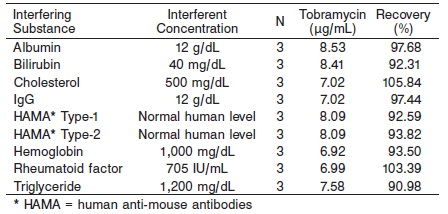 Interfering Substance Interferent Concentration N Tobramycin (µg/mL) Recovery (%)
Albumin 12 g/dL 3 8.53 97.68
Bilirubin 40 mg/dL 3 8.41 92.31
Cholesterol 500 mg/dL 3 7.02 105.84
IgG 12 g/dL 3 7.02 97.44
HAMA* Type-1 Normal human level 3 8.09 92.59
HAMA* Type-2 Normal human level 3 8.09 93.82
Hemoglobin 1,000 mg/dL 3 6.92 93.50
Rheumatoid factor 705 IU/mL 3 6.99 103.39
Triglyceride 1,200 mg/dL 3 7.58 90.98
* HAMA = human anti-mouse antibodies